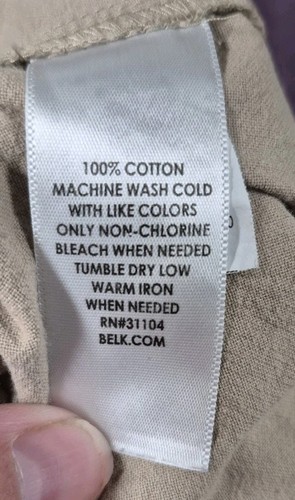 100% COTTON
MACHINE WASH COLD
WITH LIKE COLORS
ONLY NON-CHLORINE
BLEACH WHEN NEEDED
TUMBLE DRY LOW
WARM IRON
WHEN NEEDED
RN#31104
BELK.COM